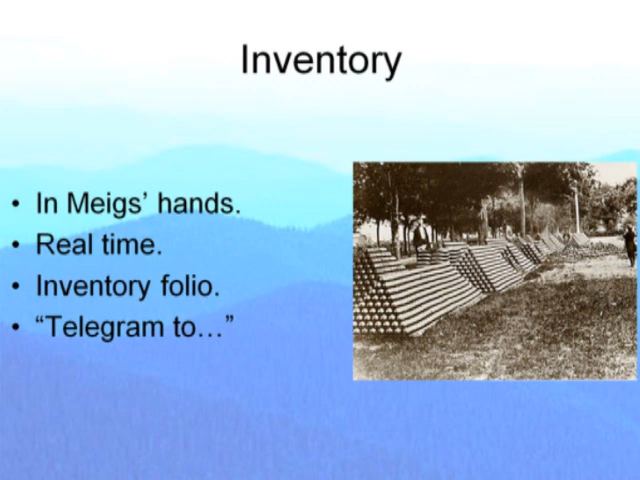 Inventory
• In Meigs’ hands.
• Real time.
• Inventory folio.
• “Telegram to…”